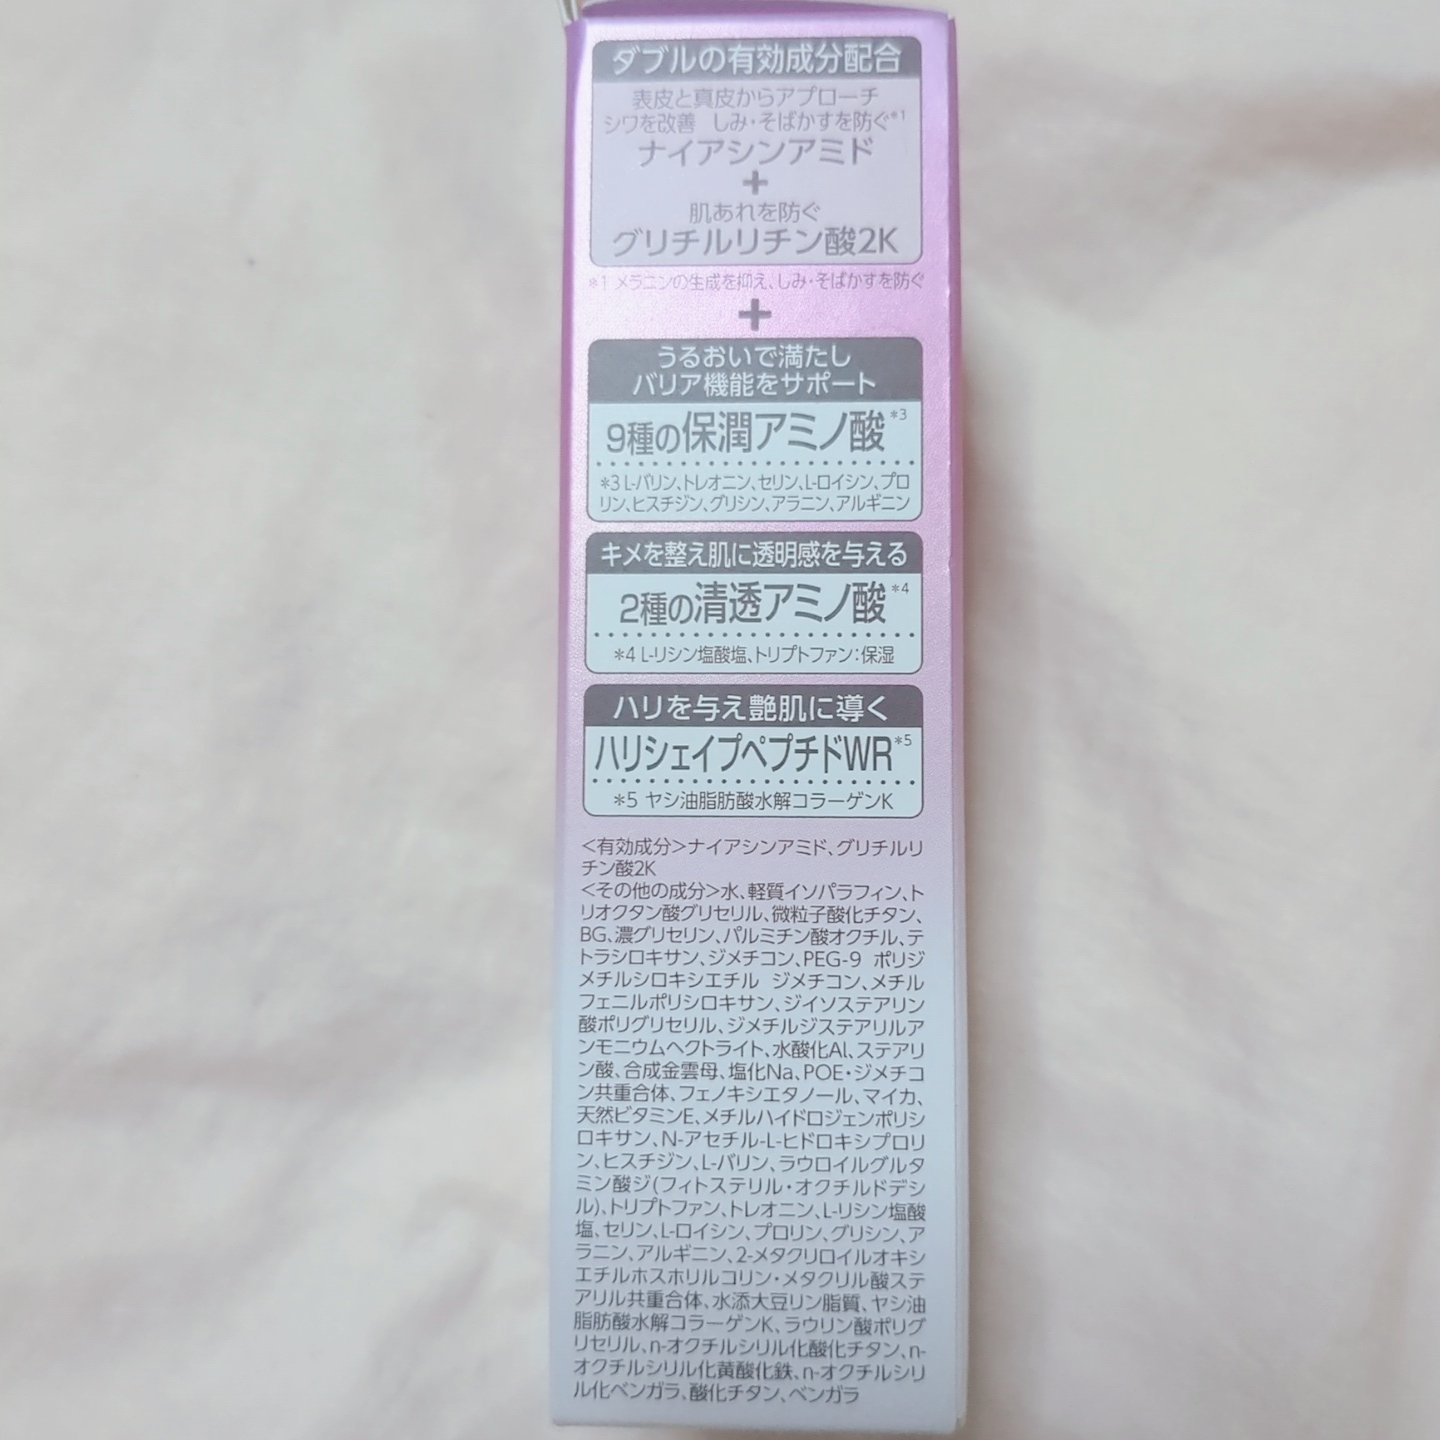 ダブルの有効成分配合
表皮と真皮からアプローチ
シワを改善 しみ・そばかすを防ぐ*1
ナイアシンアミド
+
肌あれを防ぐ
グリチルリチン酸2K
*1 メラニンの生成を抑え、しみ・そばかすを防ぐ
+
うるおいで満たし
バリア機能をサポート
9種の保潤アミノ酸*3
*3 L-バリン、トレオニン、セリン、L-ロイシン、プロ
リン、ヒスチジン、グリシン、アラニン、アルギニン
キメを整え肌に透明感を与える
2種の清透アミノ酸*4
*4 L-リシン塩酸塩、トリプトファン:保湿
ハリを与え艶肌に導く
ハリシェイプペプチドWR*5
*5 ヤシ油脂肪酸水解コラーゲンK
<有効成分>ナイアシンアミド、グリチルリ
チン酸2K
<その他の成分>水、軽質イソパラフィン、ト
リオクタン酸グリセリル、微粒子酸化チタン、
BG、濃グリセリン、パルミチン酸オクチル、テ
トラシロキサン、ジメチコン、PEG-9 ポリジ
メチルシロキシエチル ジメチコン、メチル
フェニルポリシロキサン、ジイソステアリン
酸ポリグリセリル、ジメチルジステアリルア
ンモニウムヘクトライト、水酸化Al、ステアリ
ン酸、合成金雲母、塩化Na、POE・ジメチコ
ン共重合体、フェノキシエタノール、マイカ、
天然ビタミンE、メチルハイドロジェンポリシ
ロキサン、N-アセチル-L-ヒドロキシプロリ
ン、ヒスチジン、L-バリン、ラウロイルグルタ
ミン酸ジ(フィトステリル・オクチルドデシ
ル)、トリプトファン、トレオニン、L-リシン塩酸
塩、セリン、L-ロイシン、プロリン、グリシン、ア
ラニン、アルギニン、2-メタクリロイルオキシ
エチルホスホリルコリン・メタクリル酸ステ
アリル共重合体、水添大豆リン脂質、ヤシ油
脂肪酸水解コラーゲンK、ラウリン酸ポリグ
リセリル、n-オクチルシリル化酸化チタン、n-
オクチルシリル化黄酸化鉄、n-オクチルシリ
ル化ベンガラ、酸化チタン、ベンガラ